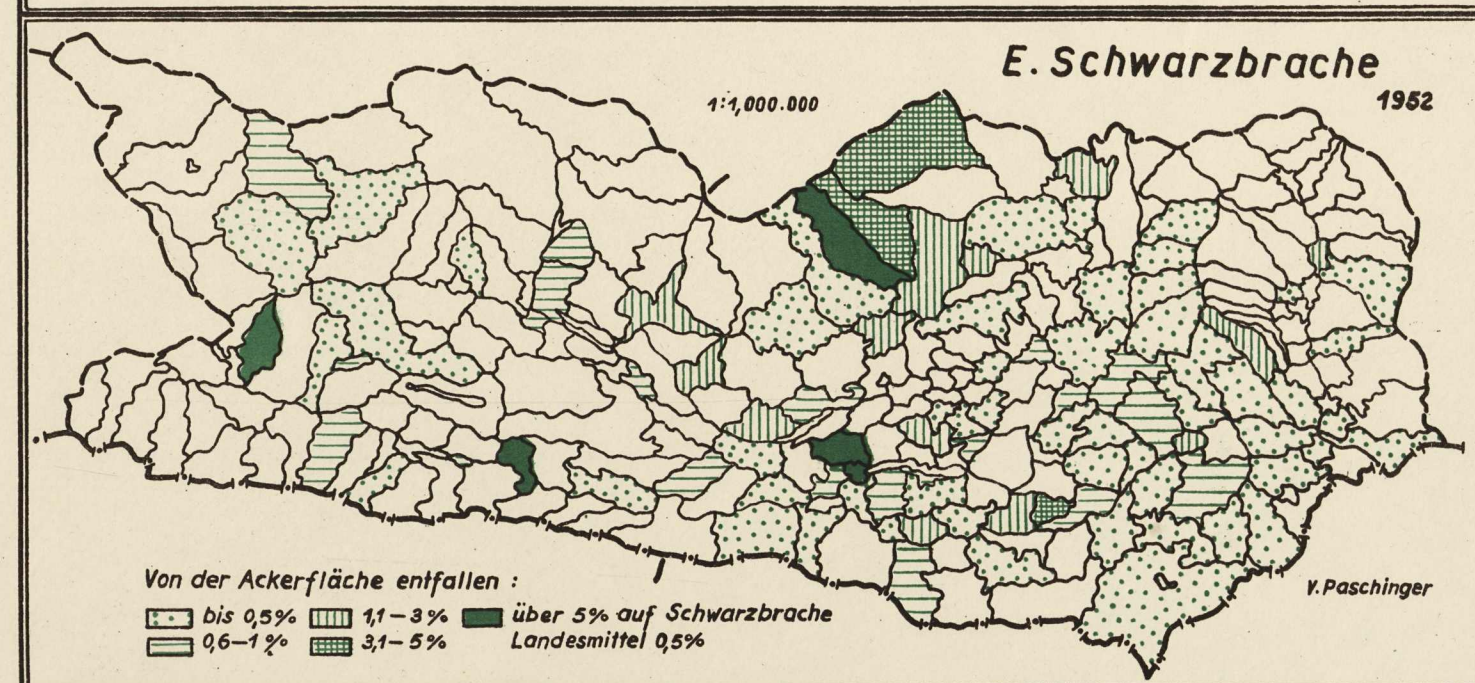 E. Schwarzbrache
1:1,000.000
1952
Von der Ackerfläche entfallen :
bis 0,5% 1,1–3% über 5% auf Schwarzbrache
0,6–1% 3,1–5% Landesmittel 0,5%
V. Paschinger